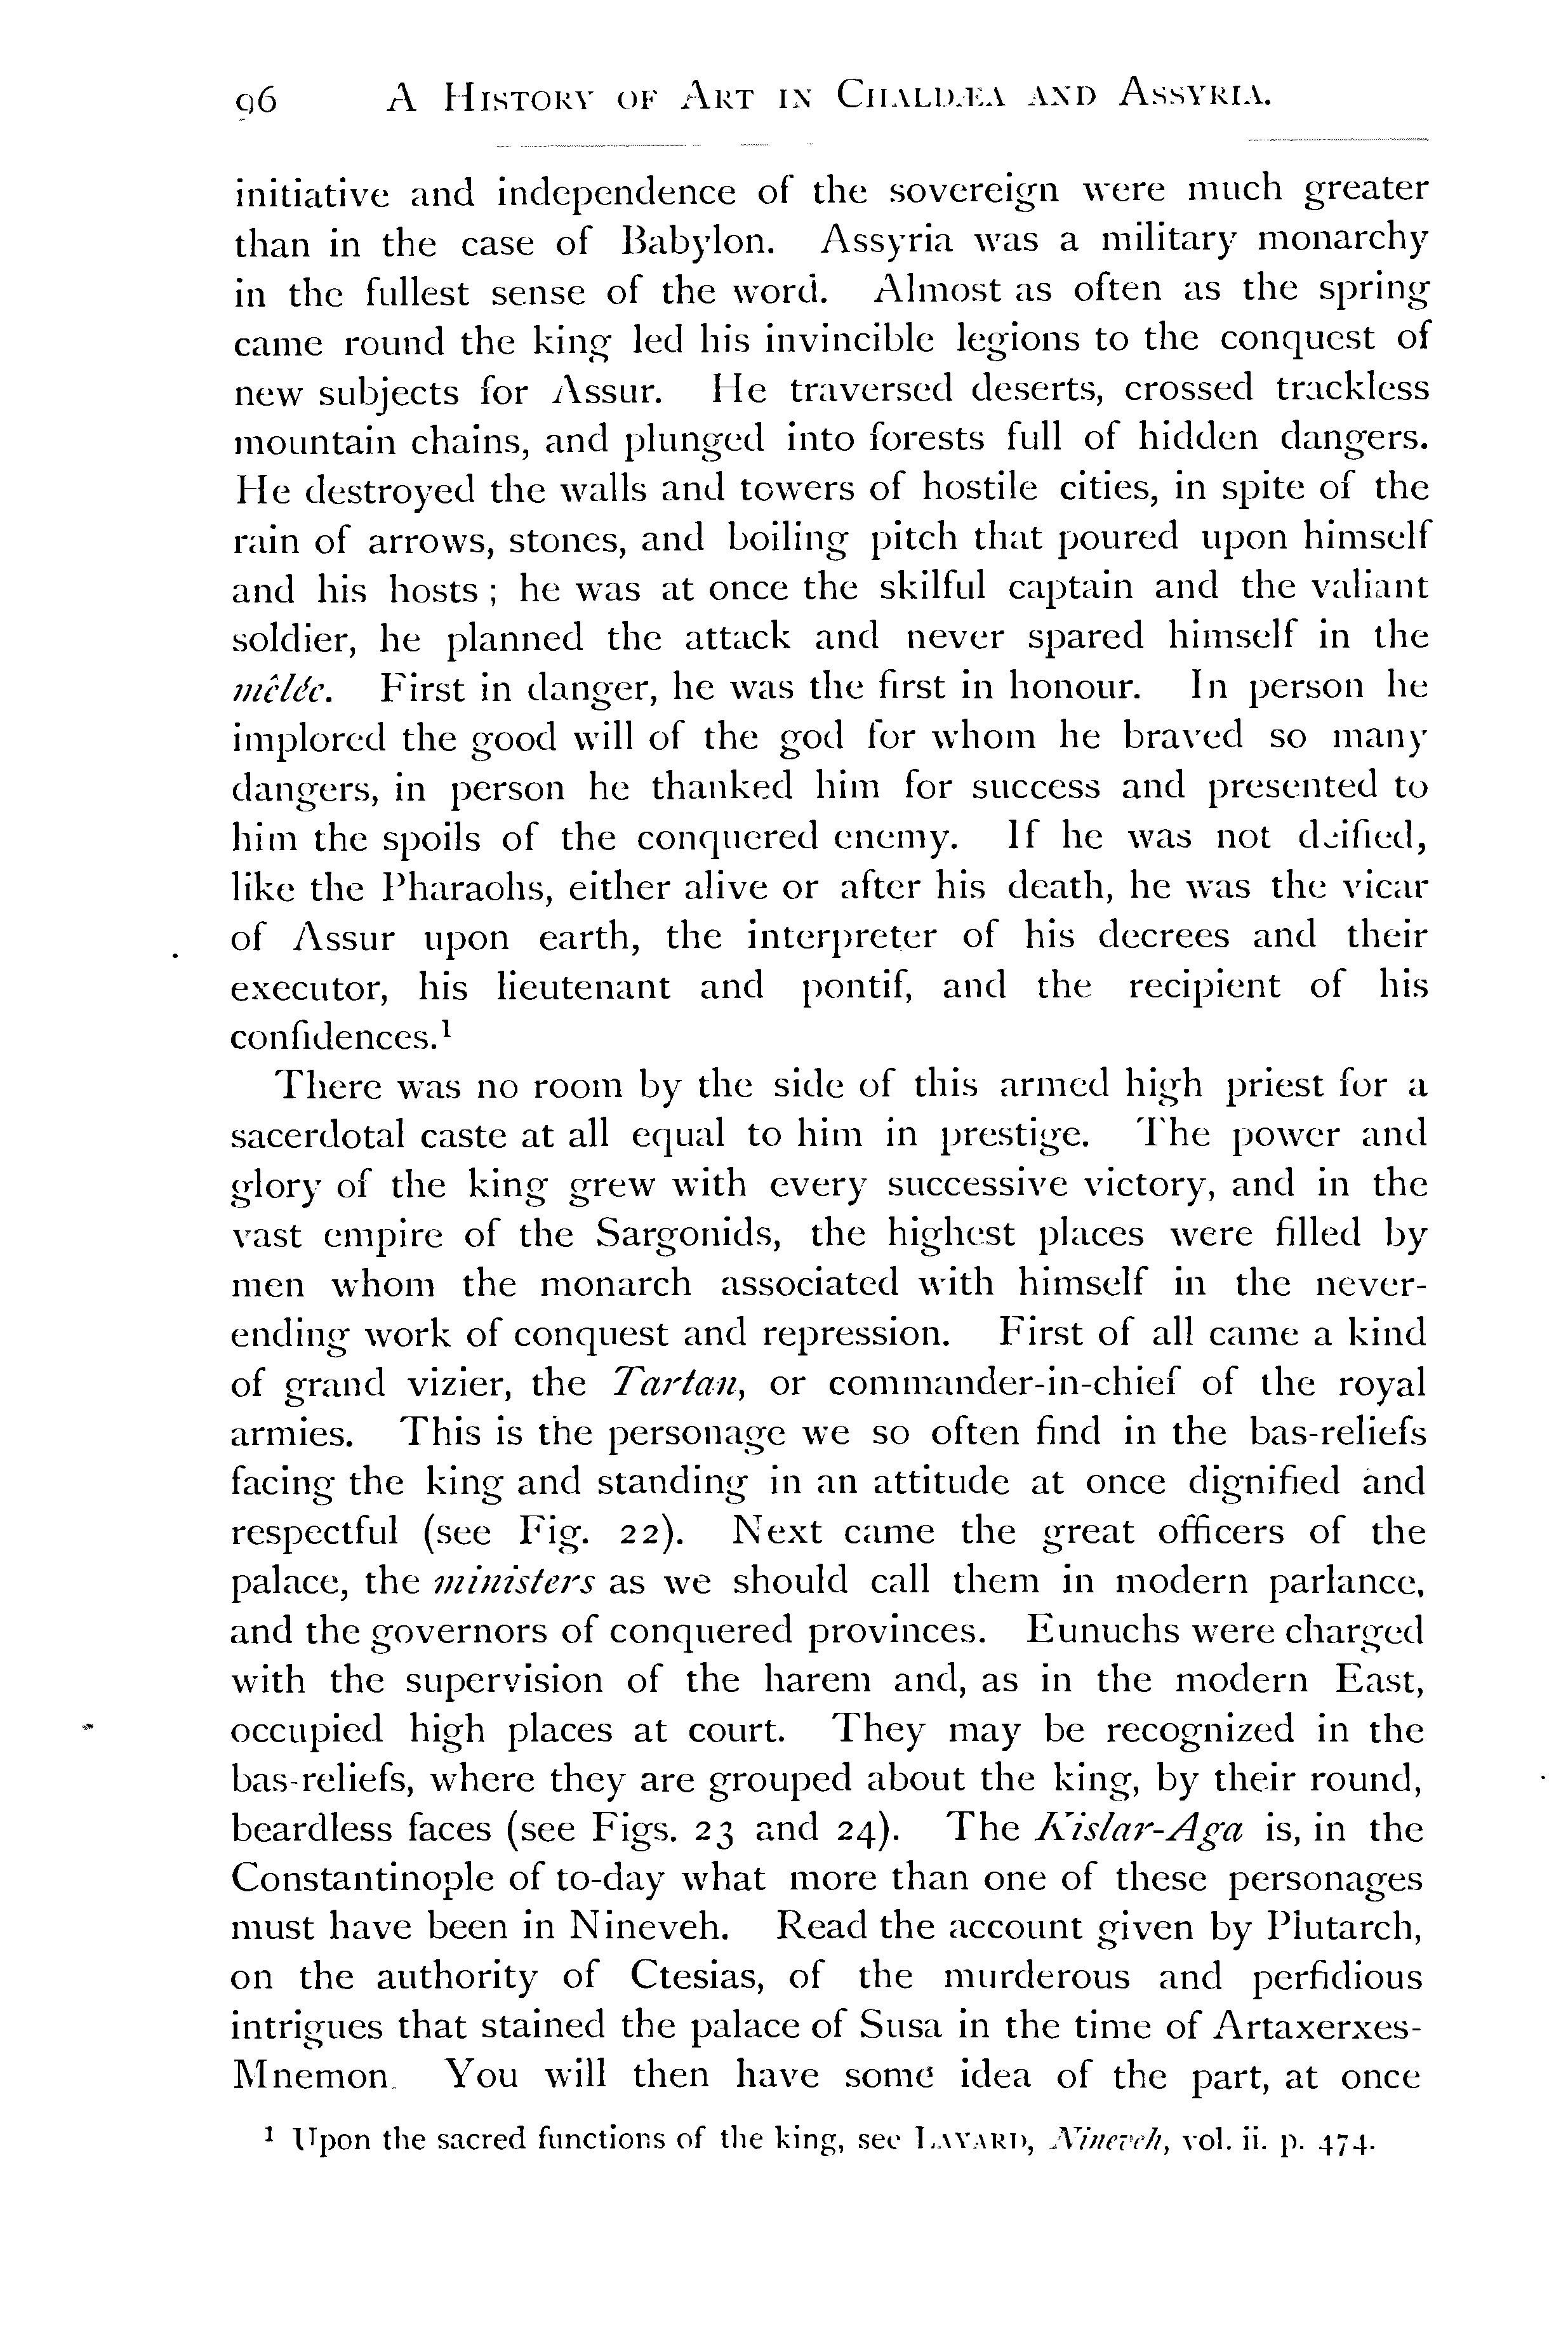 96 A History of Art in Chaldæa and Assyria.
initiative and independence of the sovereign were much greater
than in the case of Babylon. Assyria was a military monarchy
in the fullest sense of the word. Almost as often as the spring
came round the king led his invincible legions to the conquest of
new subjects for Assur. He traversed deserts, crossed trackless
mountain chains, and plunged into forests full of hidden dangers.
He destroyed the walls and towers of hostile cities, in spite of the
rain of arrows, stones, and boiling pitch that poured upon himself
and his hosts ; he was at once the skilful captain and the valiant
soldier, he planned the attack and never spared himself in the
mêlée. First in danger, he was the first in honour. In person he
implored the good will of the god for whom he braved so many
dangers, in person he thanked him for success and presented to
him the spoils of the conquered enemy. If he was not deified,
like the Pharaohs, either alive or after his death, he was the vicar
of Assur upon earth, the interpreter of his decrees and their
executor, his lieutenant and pontif, and the recipient of his
confidences.¹
There was no room by the side of this armed high priest for a
sacerdotal caste at all equal to him in prestige. The power and
glory of the king grew with every successive victory, and in the
vast empire of the Sargonids, the highest places were filled by
men whom the monarch associated with himself in the never-
ending work of conquest and repression. First of all came a kind
of grand vizier, the Tartan, or commander-in-chief of the royal
armies. This is the personage we so often find in the bas-reliefs
facing the king and standing in an attitude at once dignified and
respectful (see Fig. 22). Next came the great officers of the
palace, the ministers as we should call them in modern parlance,
and the governors of conquered provinces. Eunuchs were charged
with the supervision of the harem and, as in the modern East,
occupied high places at court. They may be recognized in the
bas-reliefs, where they are grouped about the king, by their round,
beardless faces (see Figs. 23 and 24). The Kislar-Aga is, in the
Constantinople of to-day what more than one of these personages
must have been in Nineveh. Read the account given by Plutarch,
on the authority of Ctesias, of the murderous and perfidious
intrigues that stained the palace of Susa in the time of Artaxerxes-
Mnemon. You will then have some idea of the part, at once
¹ Upon the sacred functions of the king, see Layard, Nineveh, vol. ii. p. 474.